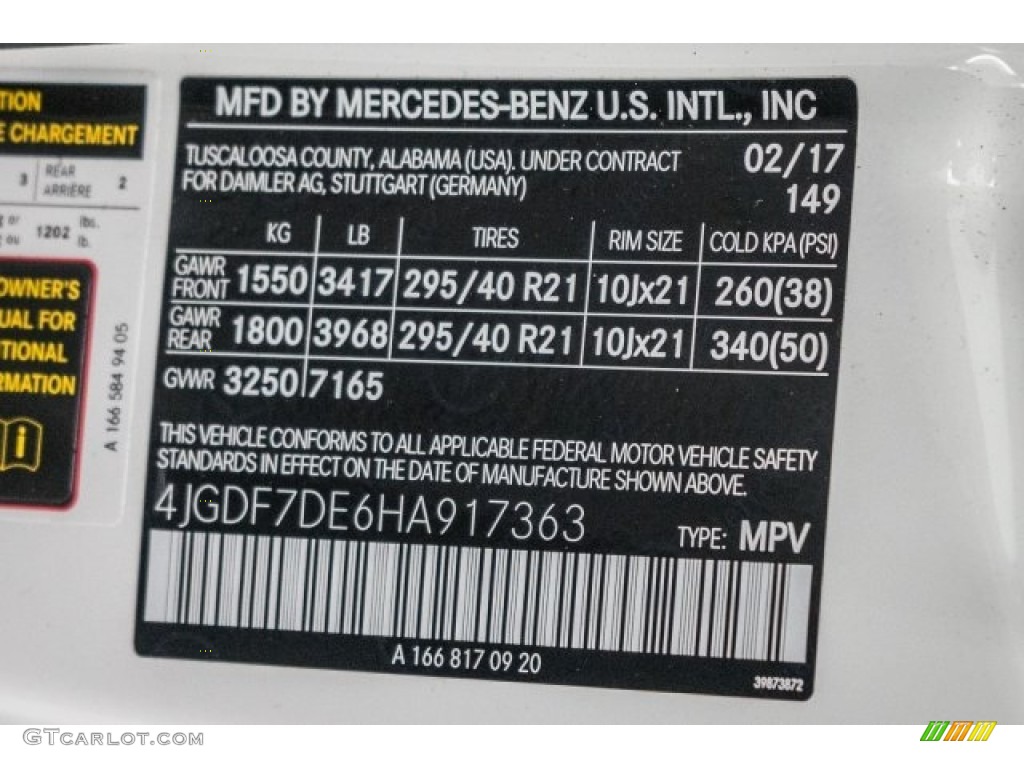 TION
E CHARGEMENT
3 REAR ARRIÈRE 2
or
ou 1202 lbs. lb.
OWNER'S
UAL FOR
ITIONAL
RMATION
i
A 166 584 94 05
MFD BY MERCEDES-BENZ U.S. INTL., INC
TUSCALOOSA COUNTY, ALABAMA (USA). UNDER CONTRACT 02/17
FOR DAIMLER AG, STUTTGART (GERMANY) 149
KG LB TIRES RIM SIZE COLD KPA (PSI)
GAWR FRONT 1550 3417 295/40 R21 10Jx21 260(38)
GAWR REAR 1800 3968 295/40 R21 10Jx21 340(50)
GVWR 3250 7165
THIS VEHICLE CONFORMS TO ALL APPLICABLE FEDERAL MOTOR VEHICLE SAFETY
STANDARDS IN EFFECT ON THE DATE OF MANUFACTURE SHOWN ABOVE.
4JGDF7DE6HA917363 TYPE: MPV
A 166 817 09 20
39873872
GTCARLOT.COM